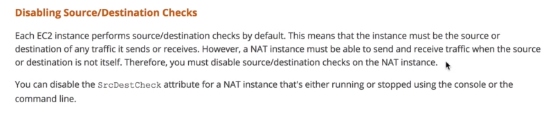 Disabling Source/Destination Checks
Each EC2 instance performs source/destination checks by default. This means that the instance must be the source or
destination of any traffic it sends or receives. However, a NAT instance must be able to send and receive traffic when the source
or destination is not itself. Therefore, you must disable source/destination checks on the NAT instance.
You can disable the SrcDestCheck attribute for a NAT instance that's either running or stopped using the console or the
command line.